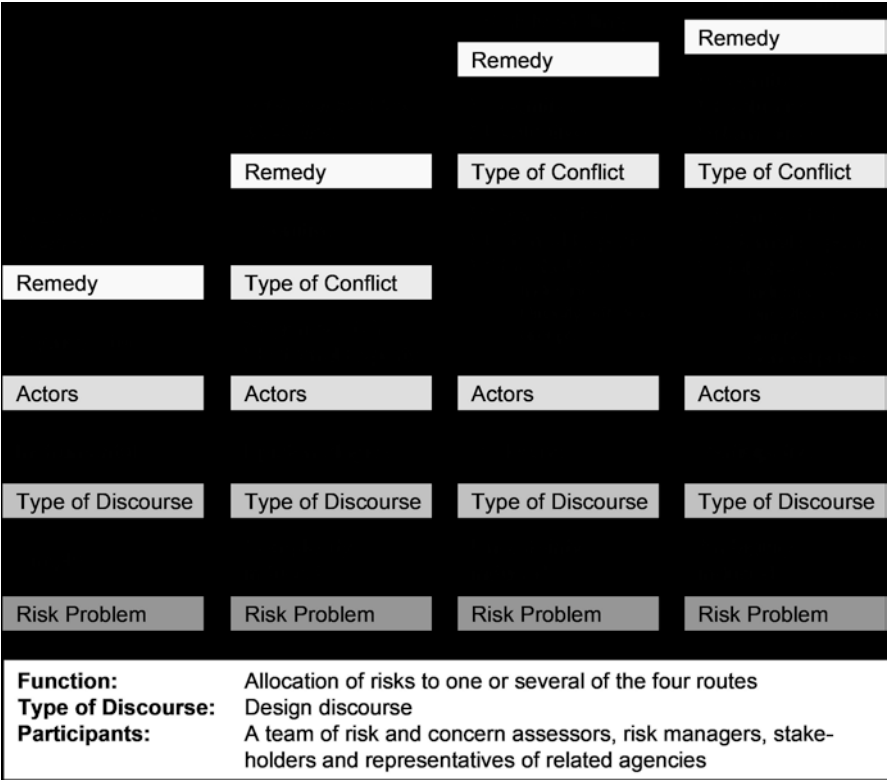 Remedy
Remedy
Remedy Type of Conflict Type of Conflict
Remedy Type of Conflict
Actors Actors Actors Actors
Type of Discourse Type of Discourse Type of Discourse Type of Discourse
Risk Problem Risk Problem Risk Problem Risk Problem
Function: Allocation of risks to one or several of the four routes
Type of Discourse: Design discourse
Participants: A team of risk and concern assessors, risk managers, stake-
holders and representatives of related agencies